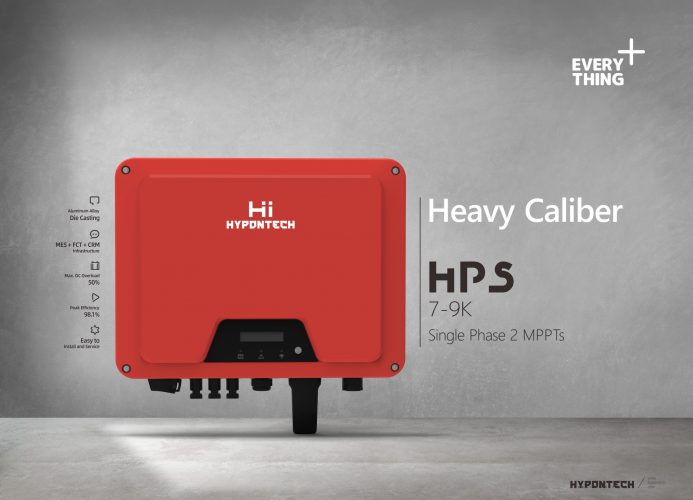 EVERY
THING
Aluminum Alloy
Die Casting
MES + FCT + CRM
Infrastructure
Max. DC Overload
50%
Peak Efficiency
98.1%
Easy to
Install and Service
Hi
HYPONTECH
Heavy Caliber
HPS
7-9K
Single Phase 2 MPPTs
HYPONTECH /